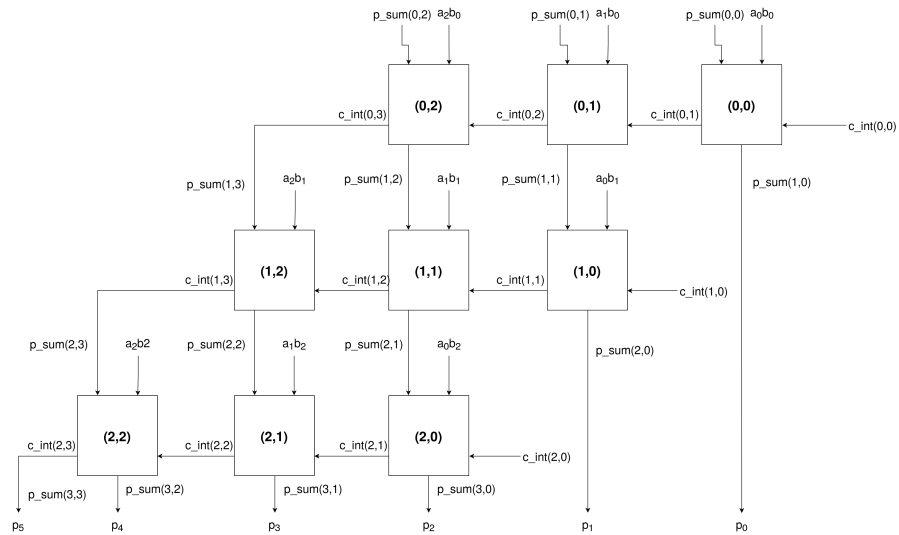 p_sum(0,2) a₂b₀ p_sum(0,1) a₁b₀ p_sum(0,0) a₀b₀
(0,2) (0,1) (0,0)
c_int(0,3) c_int(0,2) c_int(0,1) c_int(0,0)
p_sum(1,3) a₂b₁ p_sum(1,2) a₁b₁ p_sum(1,1) a₀b₁ p_sum(1,0)
(1,2) (1,1) (1,0)
c_int(1,3) c_int(1,2) c_int(1,1) c_int(1,0)
p_sum(2,3) a₂b2 p_sum(2,2) a₁b₂ p_sum(2,1) a₀b₂ p_sum(2,0)
(2,2) (2,1) (2,0)
c_int(2,3) c_int(2,2) c_int(2,1) c_int(2,0)
p_sum(3,3) p_sum(3,2) p_sum(3,1) p_sum(3,0)
p₅ p₄ p₃ p₂ p₁ p₀